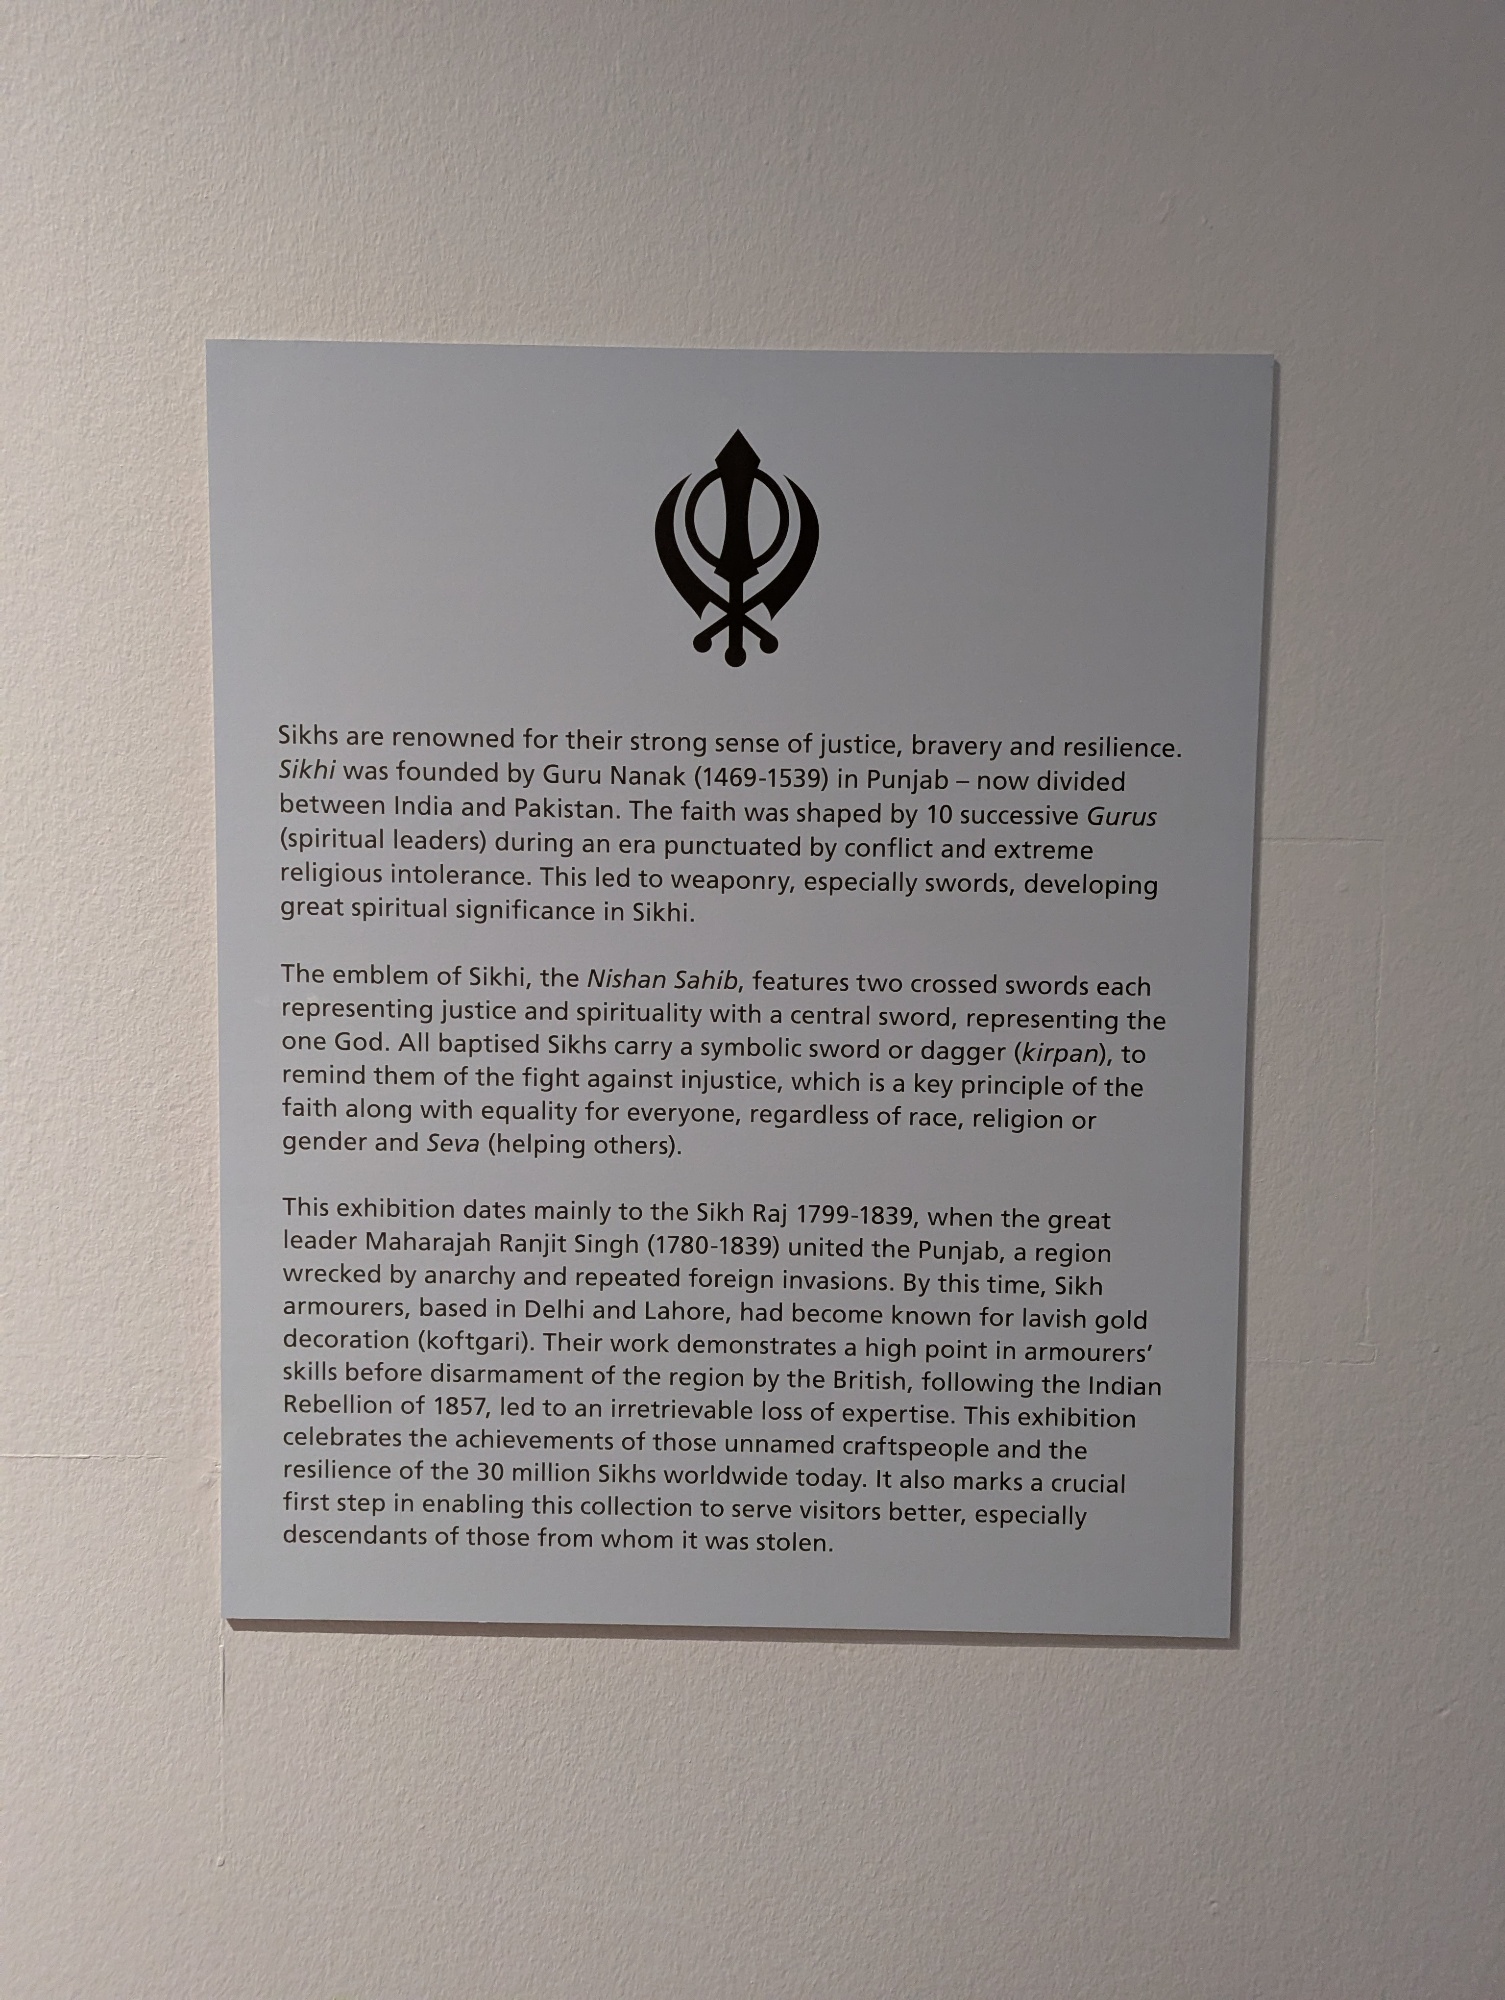 Sikhs are renowned for their strong sense of justice, bravery and resilience.
Sikhi was founded by Guru Nanak (1469-1539) in Punjab – now divided
between India and Pakistan. The faith was shaped by 10 successive Gurus
(spiritual leaders) during an era punctuated by conflict and extreme
religious intolerance. This led to weaponry, especially swords, developing
great spiritual significance in Sikhi.
The emblem of Sikhi, the Nishan Sahib, features two crossed swords each
representing justice and spirituality with a central sword, representing the
one God. All baptised Sikhs carry a symbolic sword or dagger (kirpan), to
remind them of the fight against injustice, which is a key principle of the
faith along with equality for everyone, regardless of race, religion or
gender and Seva (helping others).
This exhibition dates mainly to the Sikh Raj 1799-1839, when the great
leader Maharajah Ranjit Singh (1780-1839) united the Punjab, a region
wrecked by anarchy and repeated foreign invasions. By this time, Sikh
armourers, based in Delhi and Lahore, had become known for lavish gold
decoration (koftgari). Their work demonstrates a high point in armourers’
skills before disarmament of the region by the British, following the Indian
Rebellion of 1857, led to an irretrievable loss of expertise. This exhibition
celebrates the achievements of those unnamed craftspeople and the
resilience of the 30 million Sikhs worldwide today. It also marks a crucial
first step in enabling this collection to serve visitors better, especially
descendants of those from whom it was stolen.